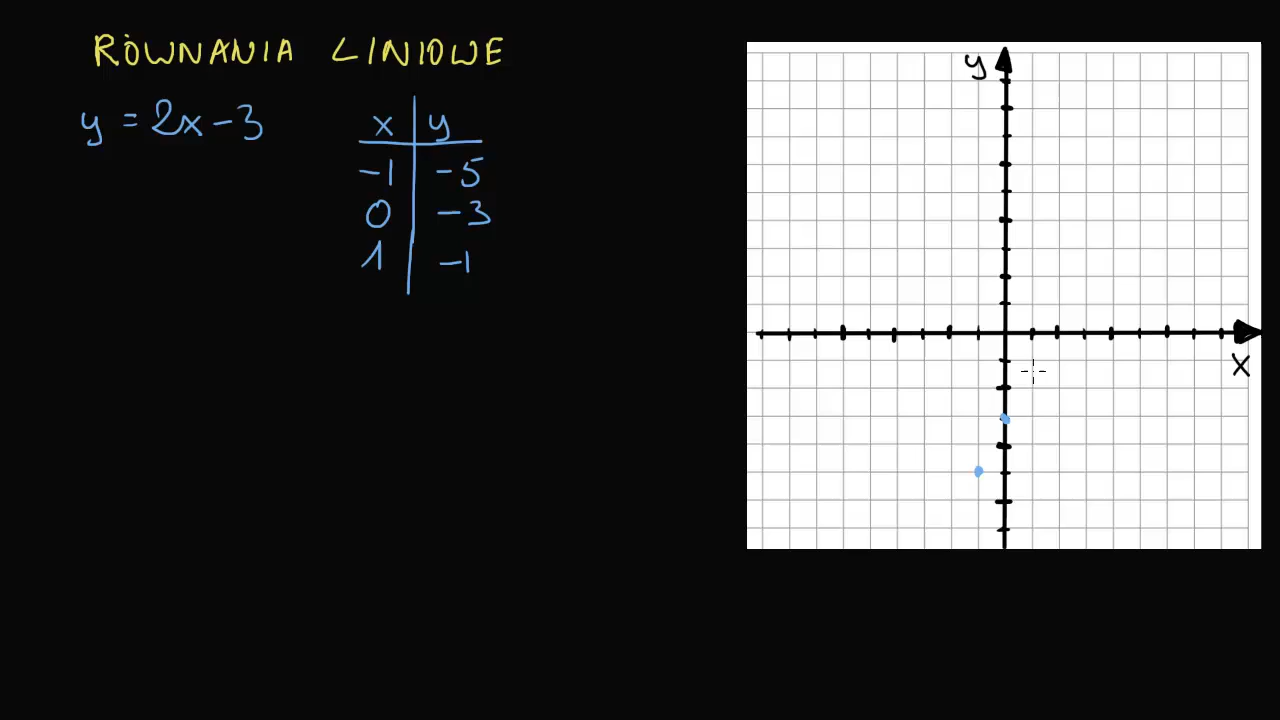 RÓWNANIA LINIOWE
y = 2x - 3
x y
-1 -5
0 -3
1 -1
y
x